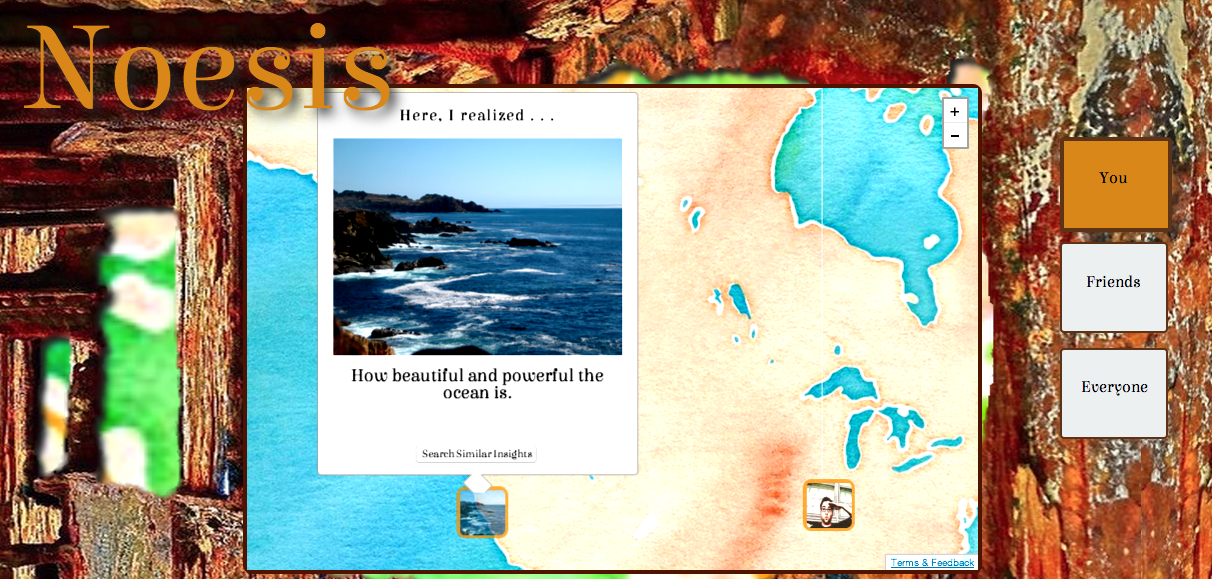 Noesis
Here, I realized . . .
How beautiful and powerful the
ocean is.
Search Similar Insights
+
−
You
Friends
Everyone
Terms & Feedback